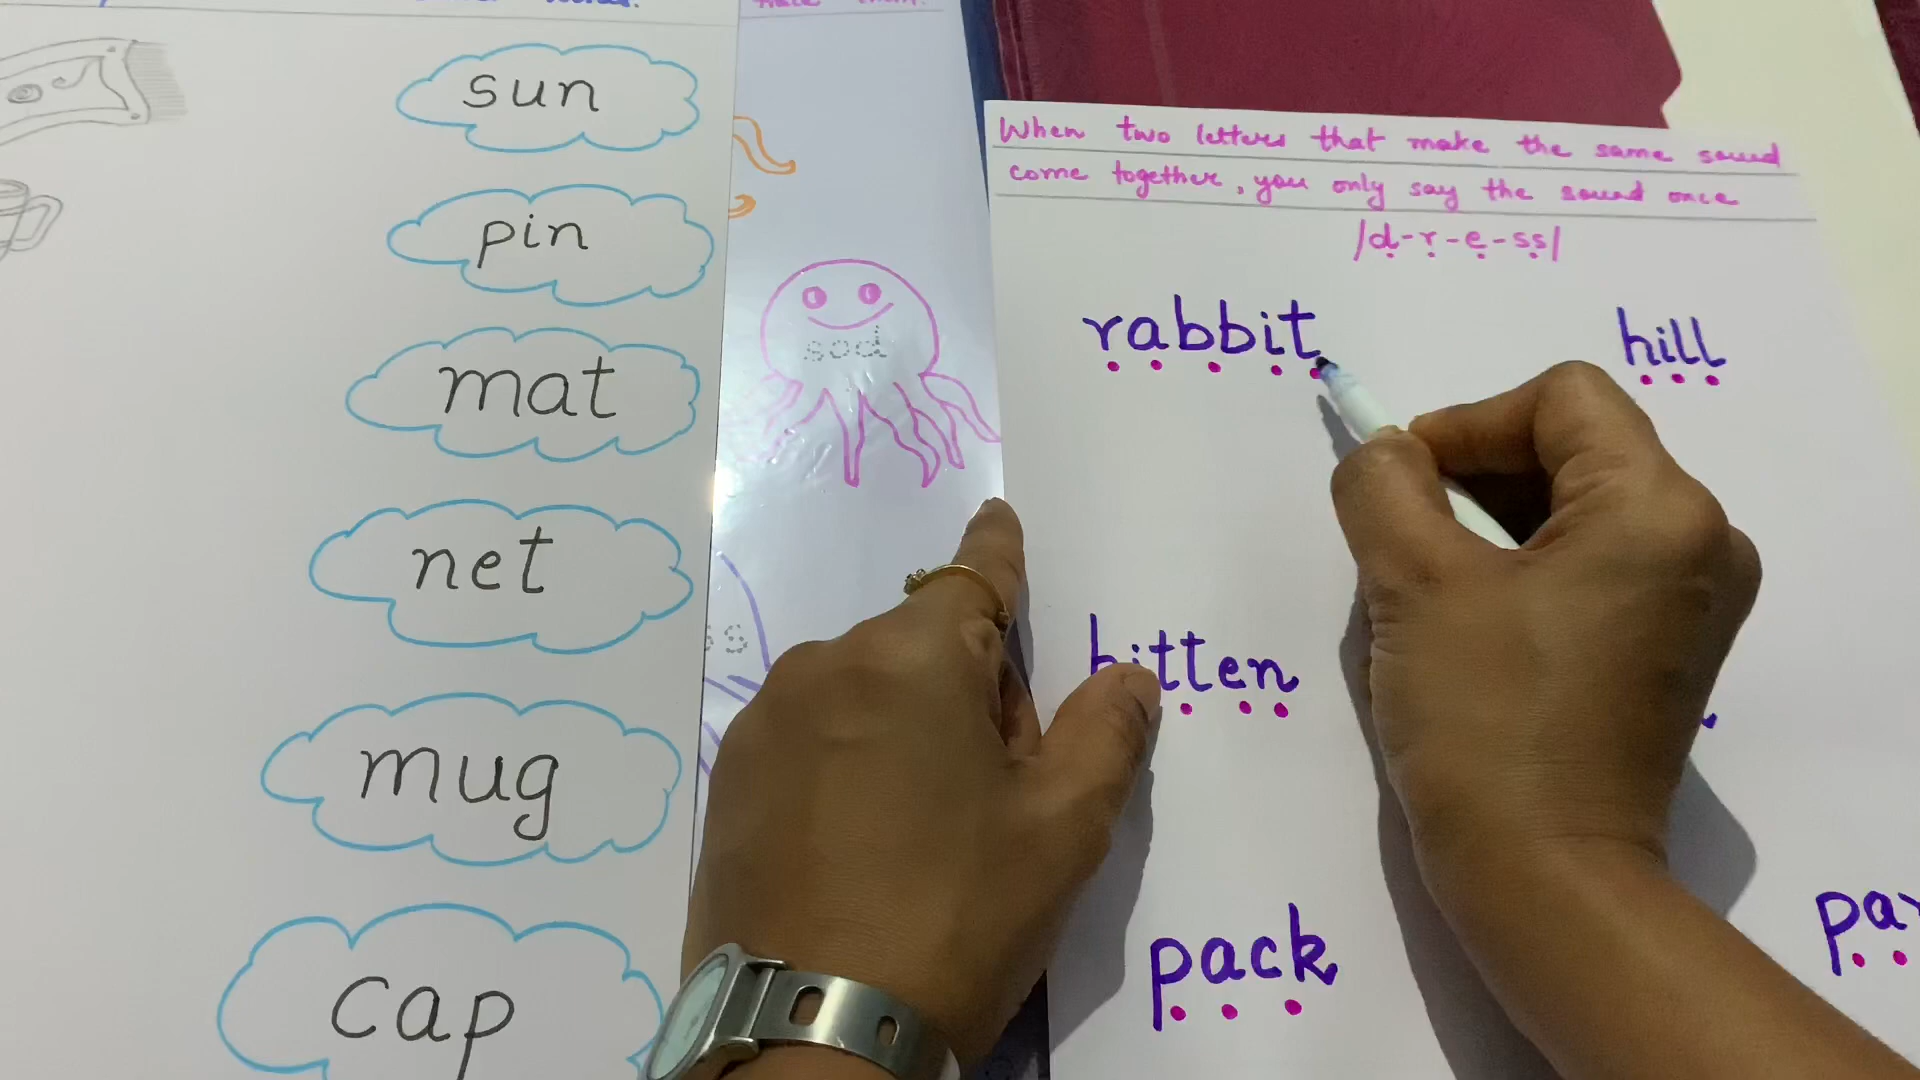 sun
pin
mat
net
mug
cap
sod
When two letters that make the same sound
come together, you only say the sound once
/d-r-e-ss/
rabbit
hill
pack